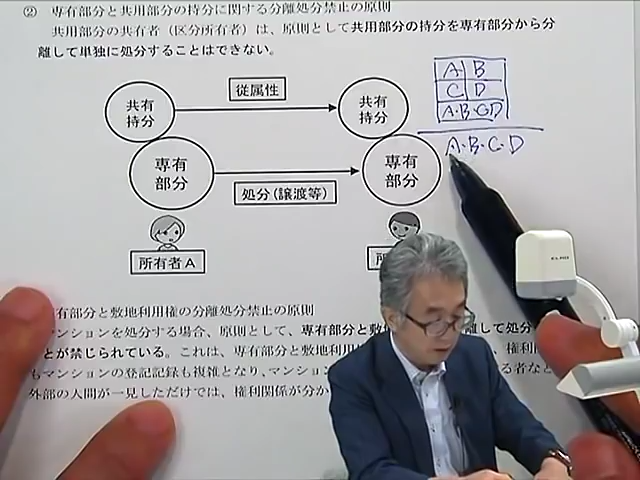 ② 専有部分と共用部分の持分に関する分離処分禁止の原則
共用部分の共有者（区分所有者）は、原則として共用部分の持分を専有部分から分
離して単独に処分することはできない。
共有
持分
従属性
共有
持分
専有
部分
処分（譲渡等）
専有
部分
所有者A
所
A B
C D
A・B・C・D
A・B・C・D
有部分と敷地利用権の分離処分禁止の原則
マンションを処分する場合、原則として、専有部分と敷 離して処分
とが禁じられている。これは、専有部分と敷地利用 権利
もマンションの登記記録も複雑となり、マンション る者な
外部の人間が一見しただけでは、権利関係が分か